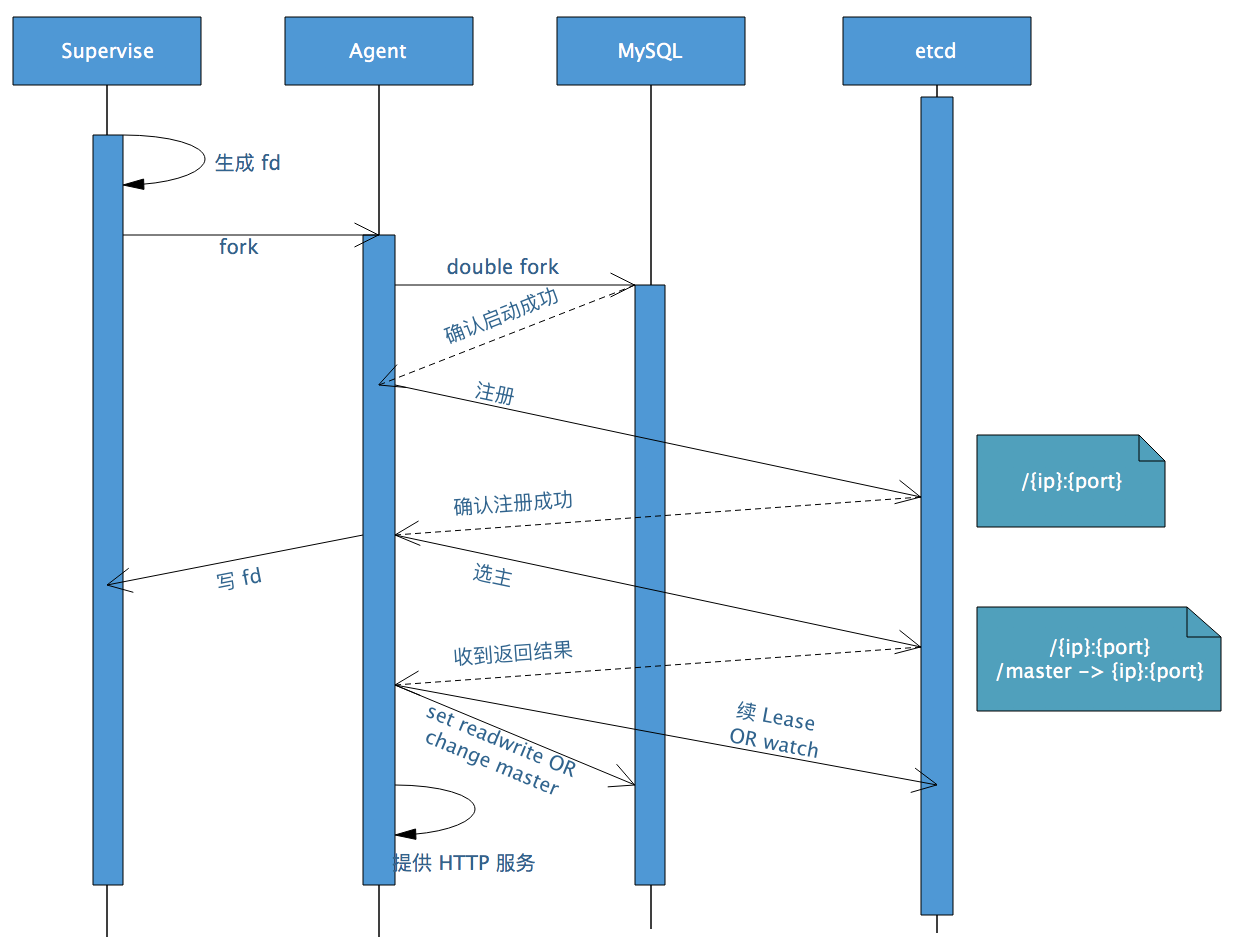 Supervise
Agent
MySQL
etcd
生成 fd
fork
double fork
确认启动成功
注册
/{ip}:{port}
确认注册成功
写 fd
选主
/{ip}:{port}
/master -> {ip}:{port}
收到返回结果
set readwrite OR
change master
续 Lease
OR watch
提供 HTTP 服务